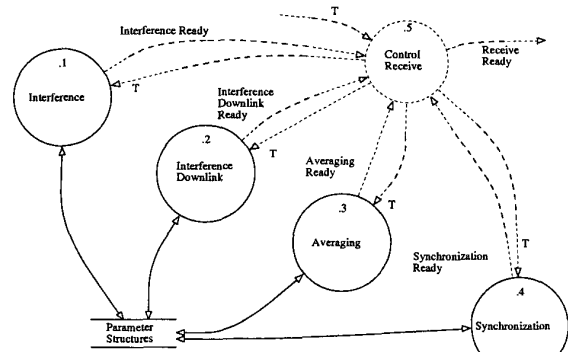 T
.5
Interference Ready
Control
Receive
Receive
Ready
.1
T
Interference
Interference
Downlink
Ready
.2
T
Interference
Downlink
Averaging
Ready
T
.3
Averaging
T
Synchronization
Ready
.4
Parameter
Structures
Synchronization